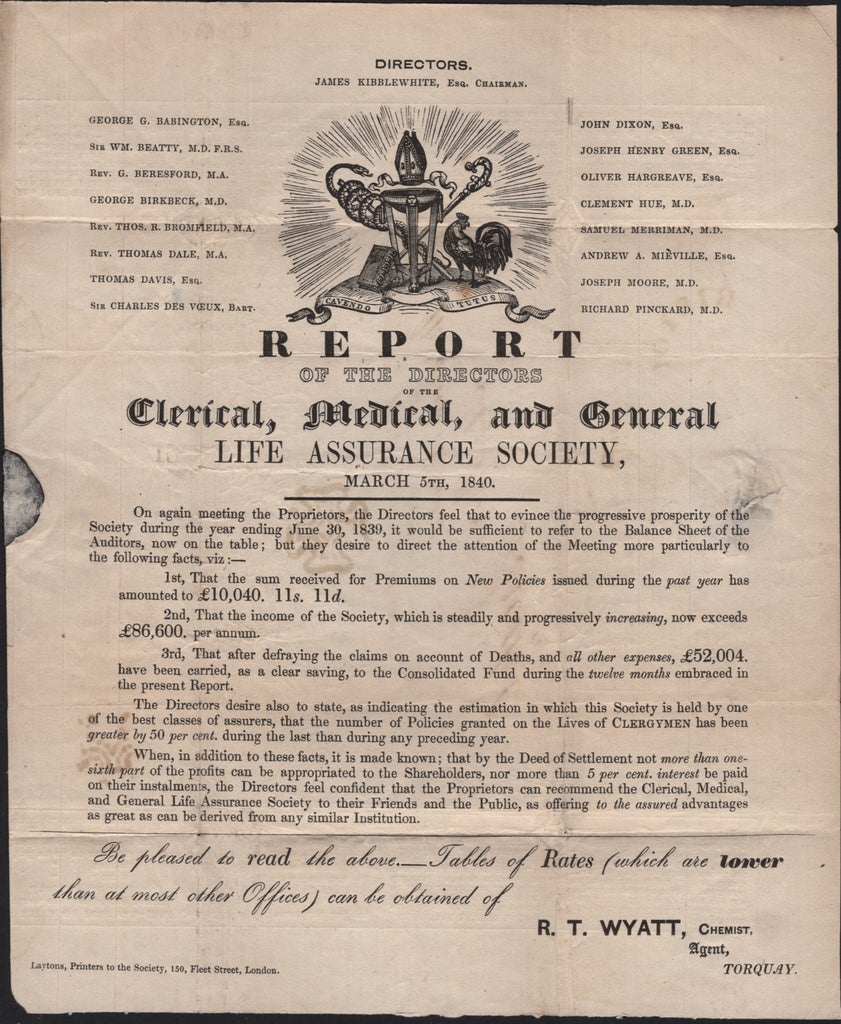 DIRECTORS.
JAMES KIBBLEWHITE, Esq. Chairman.
GEORGE G. BABINGTON, Esq.
Sir WM. BEATTY, M.D. F.R.S.
Rev. G. BERESFORD, M.A.
GEORGE BIRKBECK, M.D.
Rev. THOS. R. BROMFIELD, M.A.
Rev. THOMAS DALE, M.A.
THOMAS DAVIS, Esq.
Sir CHARLES DES VŒUX, Bart.
JOHN DIXON, Esq.
JOSEPH HENRY GREEN, Esq.
OLIVER HARGREAVE, Esq.
CLEMENT HUE, M.D.
SAMUEL MERRIMAN, M.D.
ANDREW A. MIÈVILLE, Esq.
JOSEPH MOORE, M.D.
RICHARD PINCKARD, M.D.
CAVENDO TUTUS
REPORT
OF THE DIRECTORS
OF THE
Clerical, Medical, and General
LIFE ASSURANCE SOCIETY,
MARCH 5TH, 1840.
On again meeting the Proprietors, the Directors feel that to evince the progressive prosperity of the
Society during the year ending June 30, 1839, it would be sufficient to refer to the Balance Sheet of the
Auditors, now on the table; but they desire to direct the attention of the Meeting more particularly to
the following facts, viz:—
1st, That the sum received for Premiums on New Policies issued during the past year has
amounted to £10,040. 11s. 11d.
2nd, That the income of the Society, which is steadily and progressively increasing, now exceeds
£86,600. per annum.
3rd, That after defraying the claims on account of Deaths, and all other expenses, £52,004.
have been carried, as a clear saving, to the Consolidated Fund during the twelve months embraced in
the present Report.
The Directors desire also to state, as indicating the estimation in which this Society is held by one
of the best classes of assurers, that the number of Policies granted on the Lives of CLERGYMEN has been
greater by 50 per cent. during the last than during any preceding year.
When, in addition to these facts, it is made known; that by the Deed of Settlement not more than one-
sixth part of the profits can be appropriated to the Shareholders, nor more than 5 per cent. interest be paid
on their instalments, the Directors feel confident that the Proprietors can recommend the Clerical, Medical,
and General Life Assurance Society to their Friends and the Public, as offering to the assured advantages
as great as can be derived from any similar Institution.
Be pleased to read the above.—Tables of Rates (which are lower
than at most other Offices) can be obtained of
R. T. WYATT, Chemist,
Agent,
TORQUAY.
Laytons, Printers to the Society, 150, Fleet Street, London.